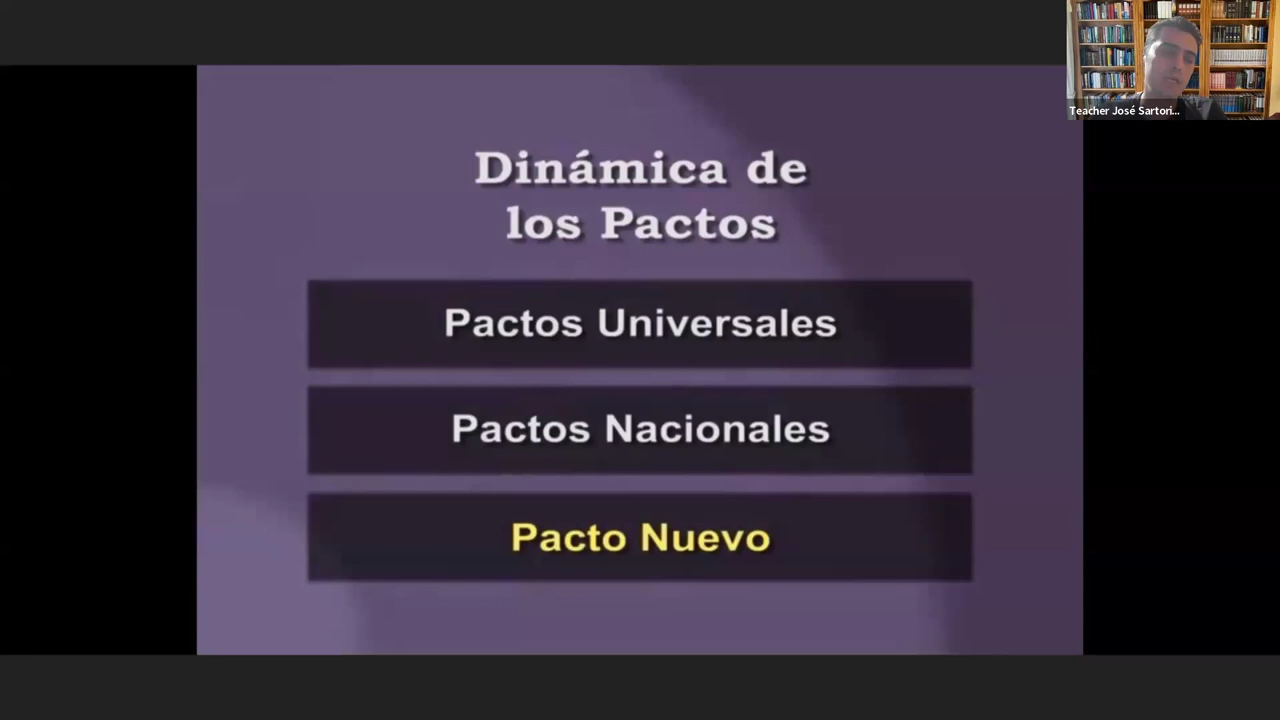 Teacher José Sartori...
Dinámica de
los Pactos
Pactos Universales
Pactos Nacionales
Pacto Nuevo